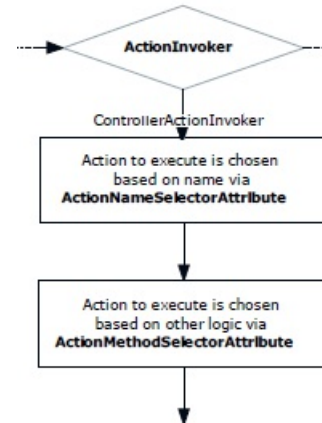 ActionInvoker
ControllerActionInvoker
Action to execute is chosen
based on name via
ActionNameSelectorAttribute
Action to execute is chosen
based on other logic via
ActionMethodSelectorAttribute